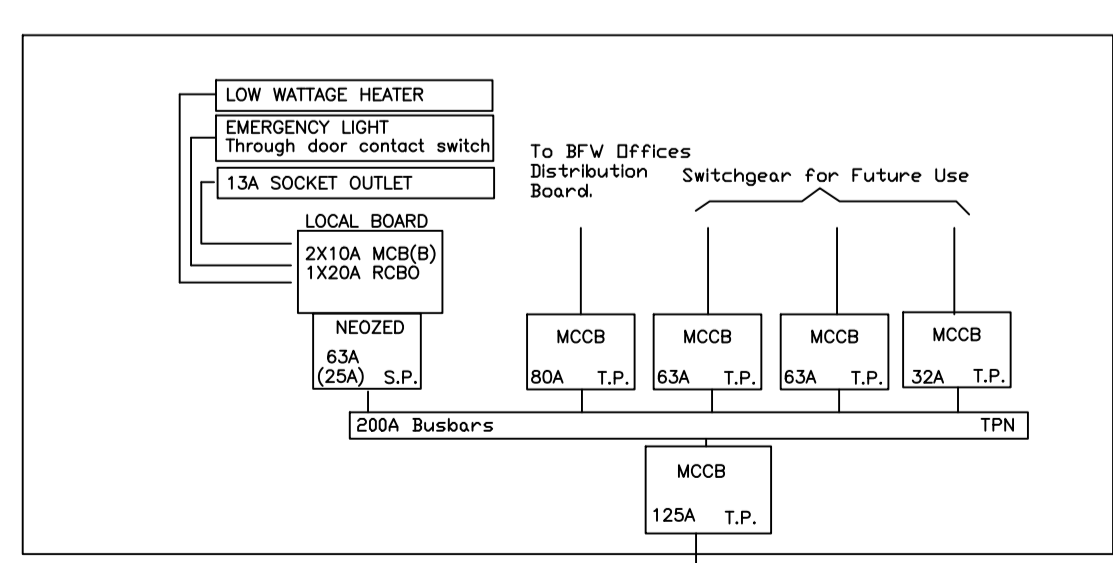 LOW WATTAGE HEATER
EMERGENCY LIGHT
Through door contact switch
13A SOCKET OUTLET
LOCAL BOARD
2X10A MCB(B)
1X20A RCBO
NEOZED
63A
(25A) S.P.
To BFW Offices
Distribution
Board.
Switchgear for Future Use
MCCB
80A T.P.
MCCB
63A T.P.
MCCB
63A T.P.
MCCB
32A T.P.
200A Busbars TPN
MCCB
125A T.P.